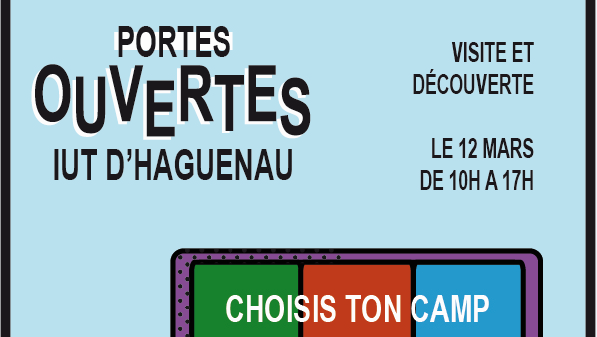 PORTES
OUVERTES
IUT D’HAGUENAU
VISITE ET
DÉCOUVERTE
LE 12 MARS
DE 10H A 17H
CHOISIS TON CAMP